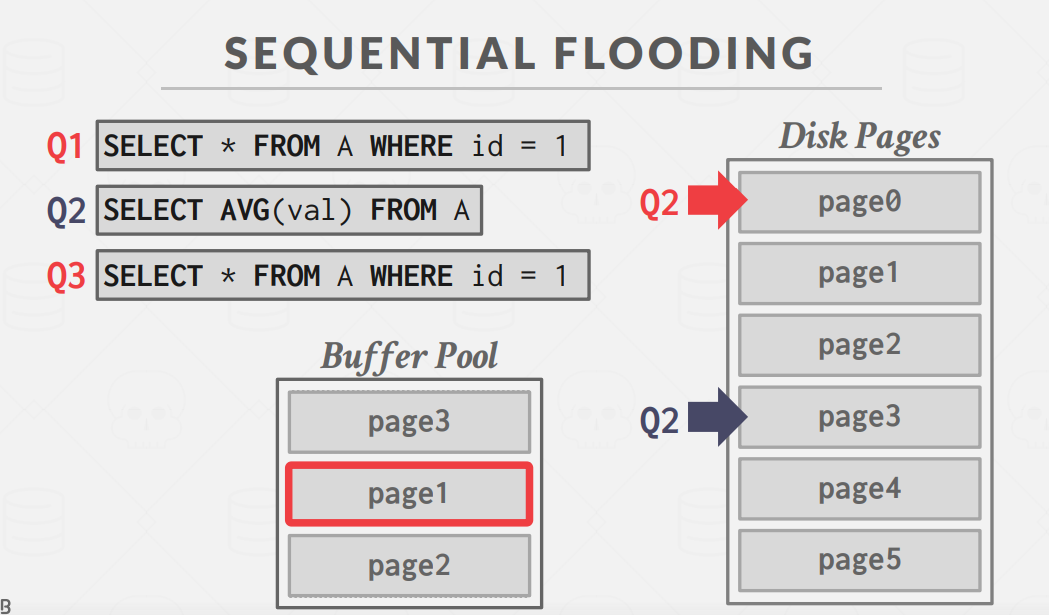 SEQUENTIAL FLOODING
Q1 SELECT * FROM A WHERE id = 1
Q2 SELECT AVG(val) FROM A
Q3 SELECT * FROM A WHERE id = 1
Buffer Pool
page3
page1
page2
Disk Pages
Q2 page0
page1
page2
Q2 page3
page4
page5
B